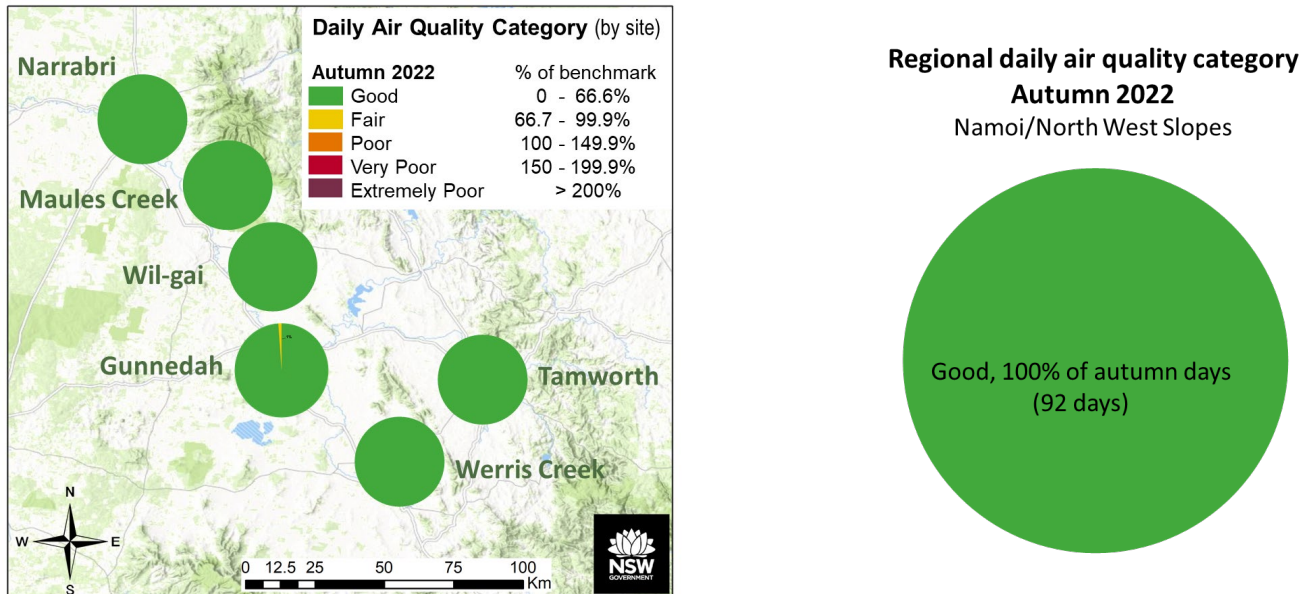 Daily Air Quality Category (by site)
Autumn 2022 % of benchmark
Good 0 - 66.6%
Fair 66.7 - 99.9%
Poor 100 - 149.9%
Very Poor 150 - 199.9%
Extremely Poor > 200%
Narrabri
Maules Creek
Wil-gai
Gunnedah
Tamworth
Werris Creek
N
W E
S
0 12.5 25 50 75 100
Km
NSW
GOVERNMENT
Regional daily air quality category
Autumn 2022
Namoi/North West Slopes
Good, 100% of autumn days
(92 days)